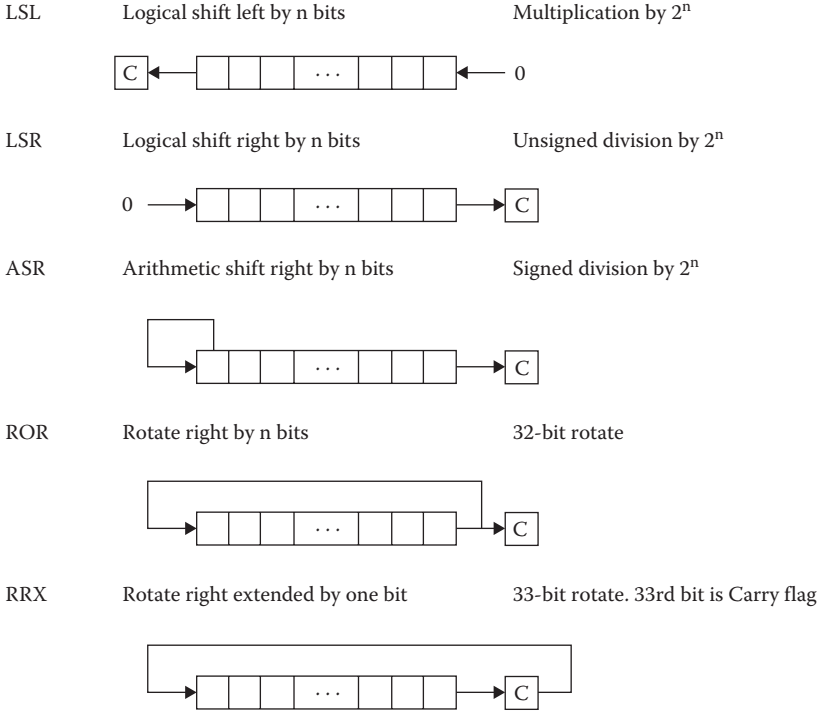 LSL Logical shift left by n bits Multiplication by 2ⁿ
C ... 0
LSR Logical shift right by n bits Unsigned division by 2ⁿ
0 ... C
ASR Arithmetic shift right by n bits Signed division by 2ⁿ
... C
ROR Rotate right by n bits 32-bit rotate
... C
RRX Rotate right extended by one bit 33-bit rotate. 33rd bit is Carry flag
... C